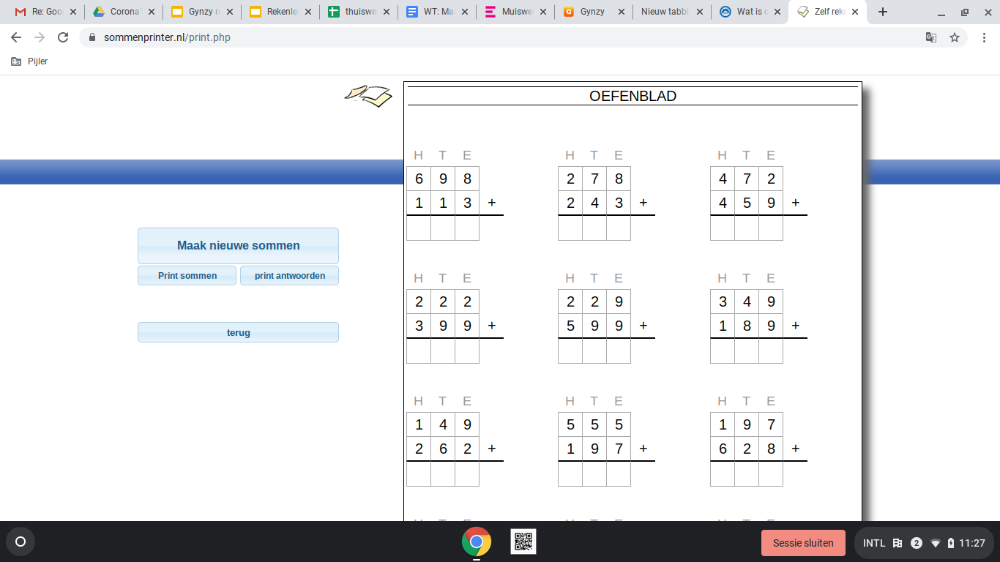 Re: Goo
Corona
Gynzy r
Rekenle
thuiswe
WT: Ma
Muiswe
Gynzy
Nieuw tabb
Wat is
Zelf rek
sommenprinter.nl/print.php
Pijler
OEFENBLAD
H T E H T E H T E
6 9 8 2 7 8 4 7 2
1 1 3 + 2 4 3 + 4 5 9 +
Maak nieuwe sommen
Print sommen print antwoorden
H T E H T E H T E
2 2 2 2 2 9 3 4 9
3 9 9 + 5 9 9 + 1 8 9 +
terug
H T E H T E H T E
1 4 9 5 5 5 1 9 7
2 6 2 + 1 9 7 + 6 2 8 +
H T E H T E H T E
Sessie sluiten
INTL 2 11:27